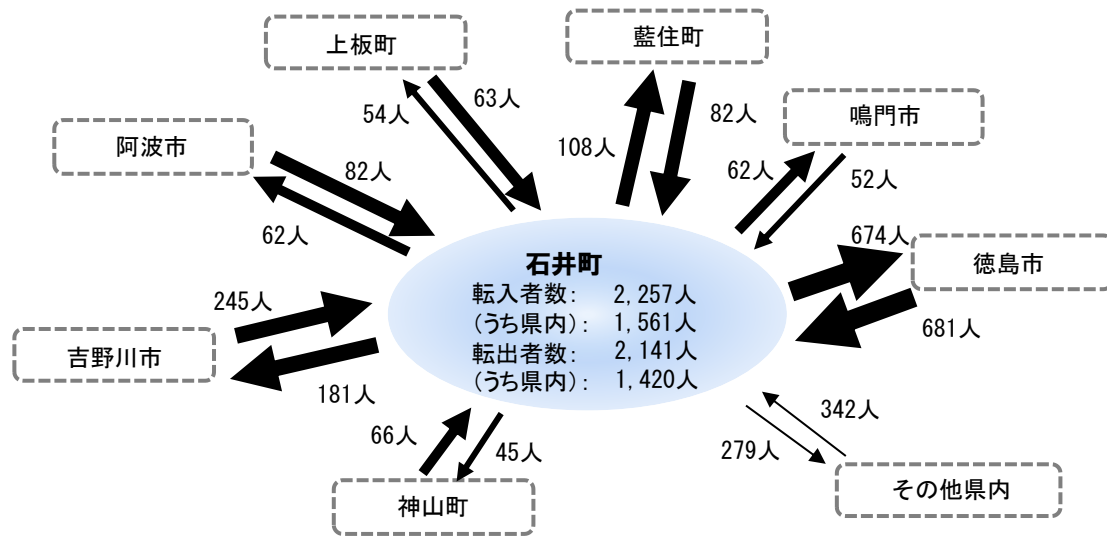 上板町
藍住町
鳴門市
阿波市
徳島市
吉野川市
神山町
その他県内
54人
63人
108人
82人
62人
52人
82人
62人
674人
681人
245人
181人
66人
45人
342人
279人
石井町
転入者数： 2,257人
（うち県内）： 1,561人
転出者数： 2,141人
（うち県内）： 1,420人